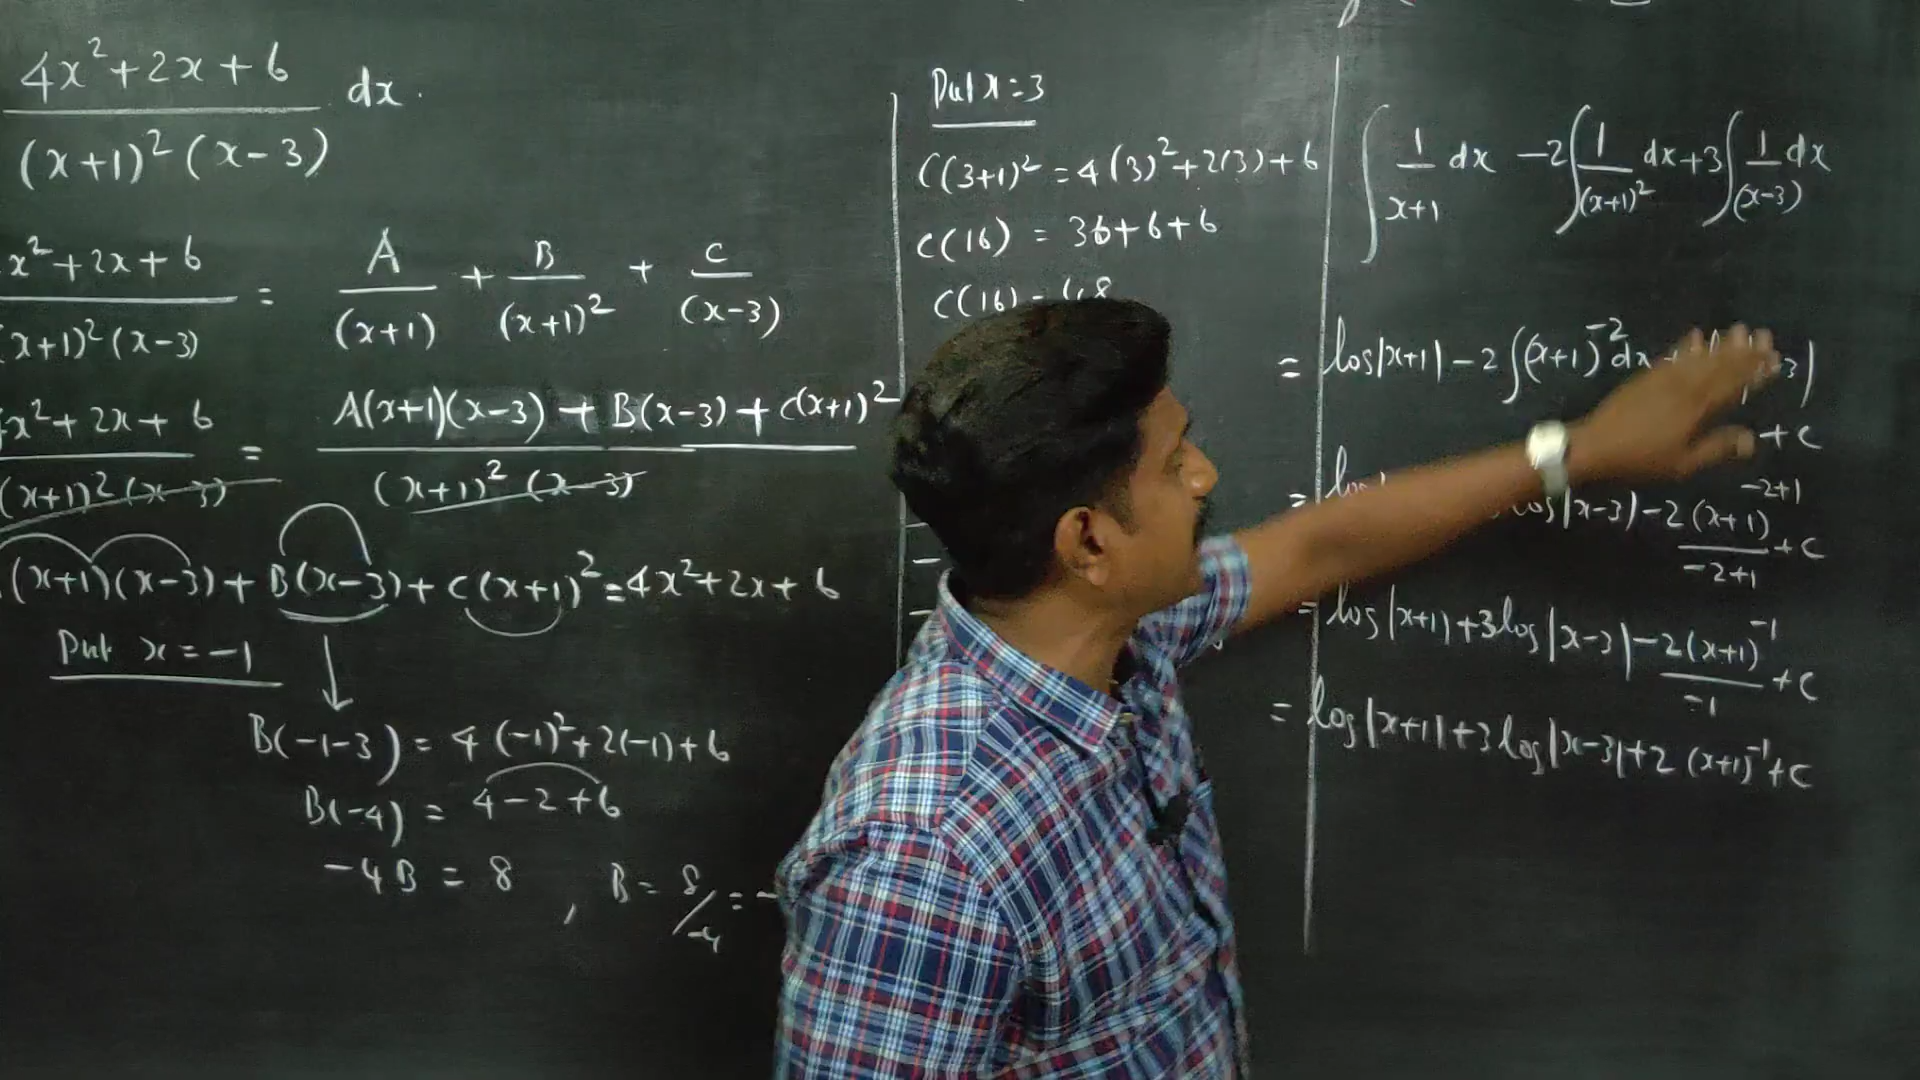 4x²+2x+6 dx.
(x+1)²(x-3)
x²+2x+6 = A + B + C
(x+1)²(x-3) (x+1) (x+1)² (x-3)
x²+2x+6 = A(x+1)(x-3)+B(x-3)+C(x+1)²
(x+1)²(x-3) (x+1)²(x-3)
(x+1)(x-3)+B(x-3)+C(x+1)²=4x²+2x+6
Put x=-1
B(-1-3)=4(-1)²+2(-1)+6
B(-4) = 4-2+6
-4B = 8 , B = 8/-4 = -
Put x=3
C(3+1)²=4(3)²+2(3)+6
C(16) = 36+6+6
C(16) = 48
∫ 1/x+1 dx -2∫ 1/(x+1)² dx+3∫ 1/(x-3) dx
= log|x+1|-2∫(x+1)⁻²dx +
+c
= log |x-3|-2(x+1)⁻²⁺¹/-2+1 +c
= log|x+1|+3log|x-3|-2(x+1)⁻¹/-1 +c
= log|x+1|+3log|x-3|+2(x+1)⁻¹+c